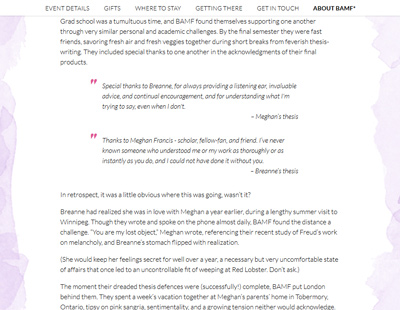 EVENT DETAILS GIFTS WHERE TO STAY GETTING THERE GET IN TOUCH ABOUT BAMF*
Grad school was a tumultuous time, and BAMF found themselves supporting one another
through very similar personal and academic challenges. By the final semester they were fast
friends, savoring fresh air and fresh veggies together during short breaks from feverish thesis-
writing. They included special thanks to one another in the acknowledgments of their final
products.
" Special thanks to Breanne, for always providing a listening ear, invaluable
advice, and continual encouragement, and for understanding what I'm
trying to say, even when I don't.
– Meghan's thesis
" Thanks to Meghan Francis - scholar, fellow-fan, and friend. I've never
known someone who understood me or my work as thoroughly or as
instantly as you do, and I could not have done it without you.
– Breanne's thesis
In retrospect, it was a little obvious where this was going, wasn't it?
Breanne had realized she was in love with Meghan a year earlier, during a lengthy summer visit to
Winnipeg. Though they wrote and spoke on the phone almost daily, BAMF found the distance a
challenge. "You are my lost object," Meghan wrote, referencing their recent study of Freud's work
on melancholy, and Breanne's stomach flipped with realization.
(She would keep her feelings secret for well over a year, a necessary but very uncomfortable state
of affairs that once led to an uncontrollable fit of weeping at Red Lobster. Don't ask.)
The moment their dreaded thesis defences were (successfully!) complete, BAMF put London
behind them. They spent a week's vacation together at Meghan's parents' home in Tobermory,
Ontario, tipsy on pink sangria, sentimentality, and a growing tension neither would acknowledge.